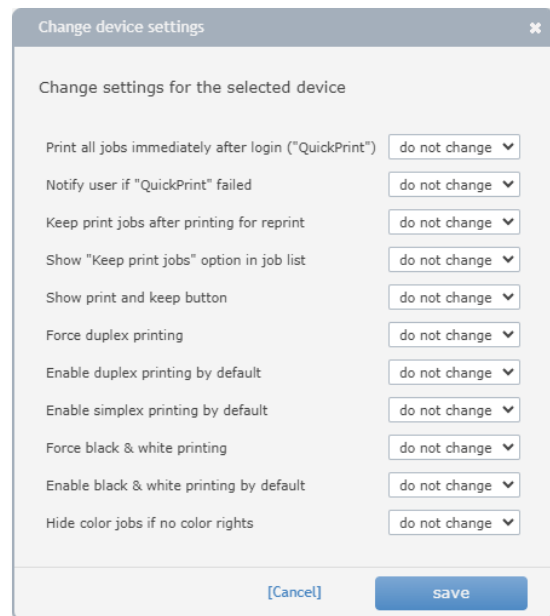 Change device settings
Change settings for the selected device
Print all jobs immediately after login ("QuickPrint") do not change
Notify user if "QuickPrint" failed do not change
Keep print jobs after printing for reprint do not change
Show "Keep print jobs" option in job list do not change
Show print and keep button do not change
Force duplex printing do not change
Enable duplex printing by default do not change
Enable simplex printing by default do not change
Force black & white printing do not change
Enable black & white printing by default do not change
Hide color jobs if no color rights do not change
[Cancel] save